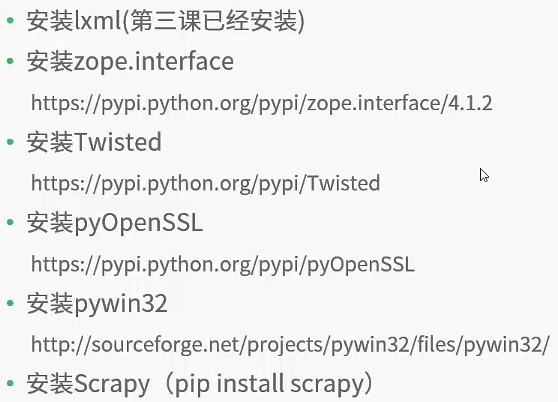 • 安装lxml(第三课已经安装)
• 安装zope.interface
https://pypi.python.org/pypi/zope.interface/4.1.2
• 安装Twisted
https://pypi.python.org/pypi/Twisted
• 安装pyOpenSSL
https://pypi.python.org/pypi/pyOpenSSL
• 安装pywin32
http://sourceforge.net/projects/pywin32/files/pywin32/
• 安装Scrapy（pip install scrapy）